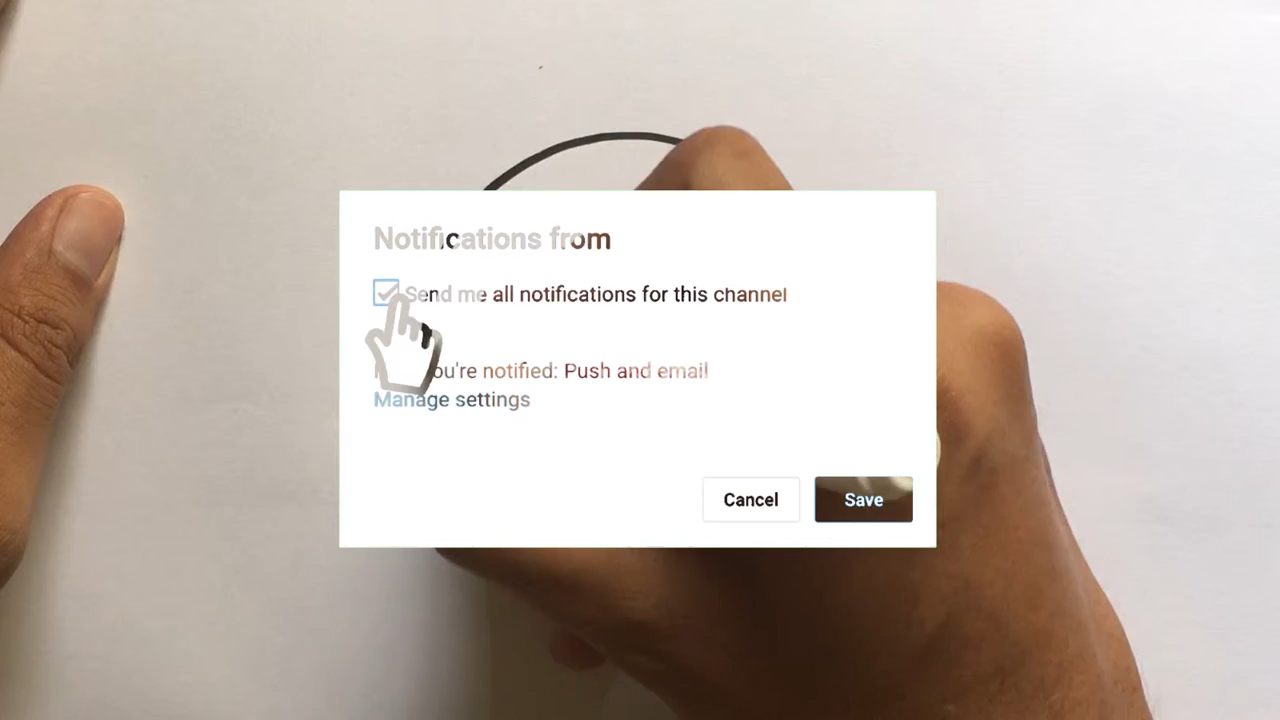 Notifications from
Send me all notifications for this channel
you're notified: Push and email
Manage settings
Cancel
Save